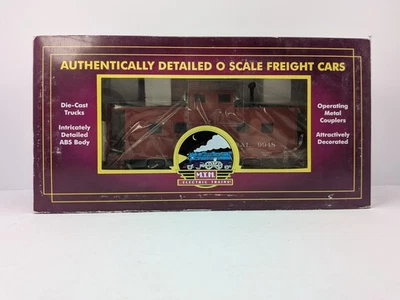 AUTHENTICALLY DETAILED O SCALE FREIGHT CARS
Die-Cast
Trucks
Intricately
Detailed
ABS Body
Operating
Metal
Couplers
Attractively
Decorated
M.T.H.
ELECTRIC TRAINS